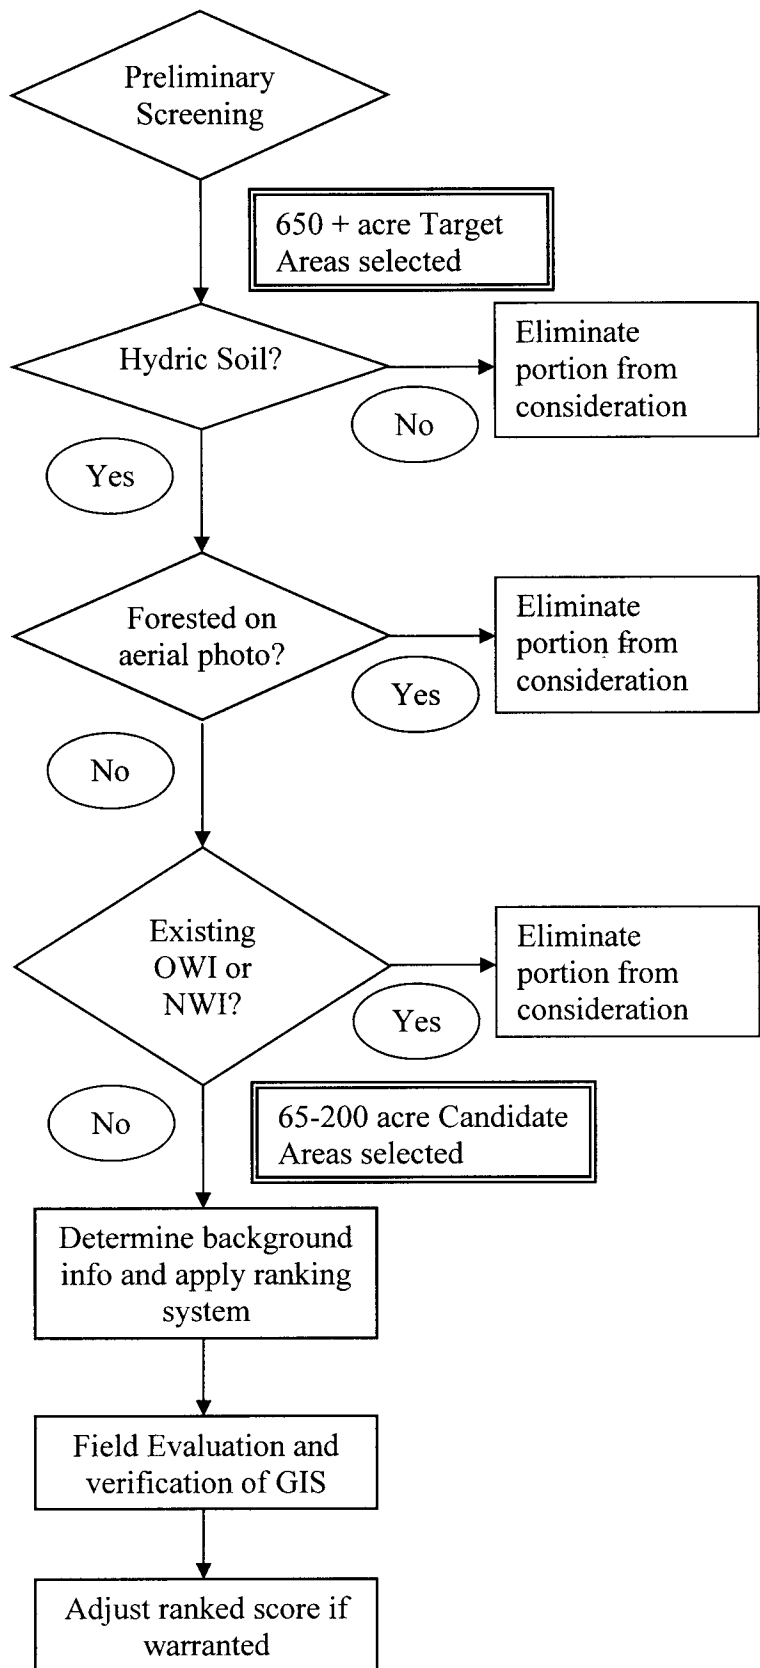 Preliminary
Screening
650 + acre Target
Areas selected
Hydric Soil?
Eliminate
portion from
consideration
No
Yes
Forested on
aerial photo?
Eliminate
portion from
consideration
Yes
No
Existing
OWI or
NWI?
Eliminate
portion from
consideration
Yes
No
65-200 acre Candidate
Areas selected
Determine background
info and apply ranking
system
Field Evaluation and
verification of GIS
Adjust ranked score if
warranted